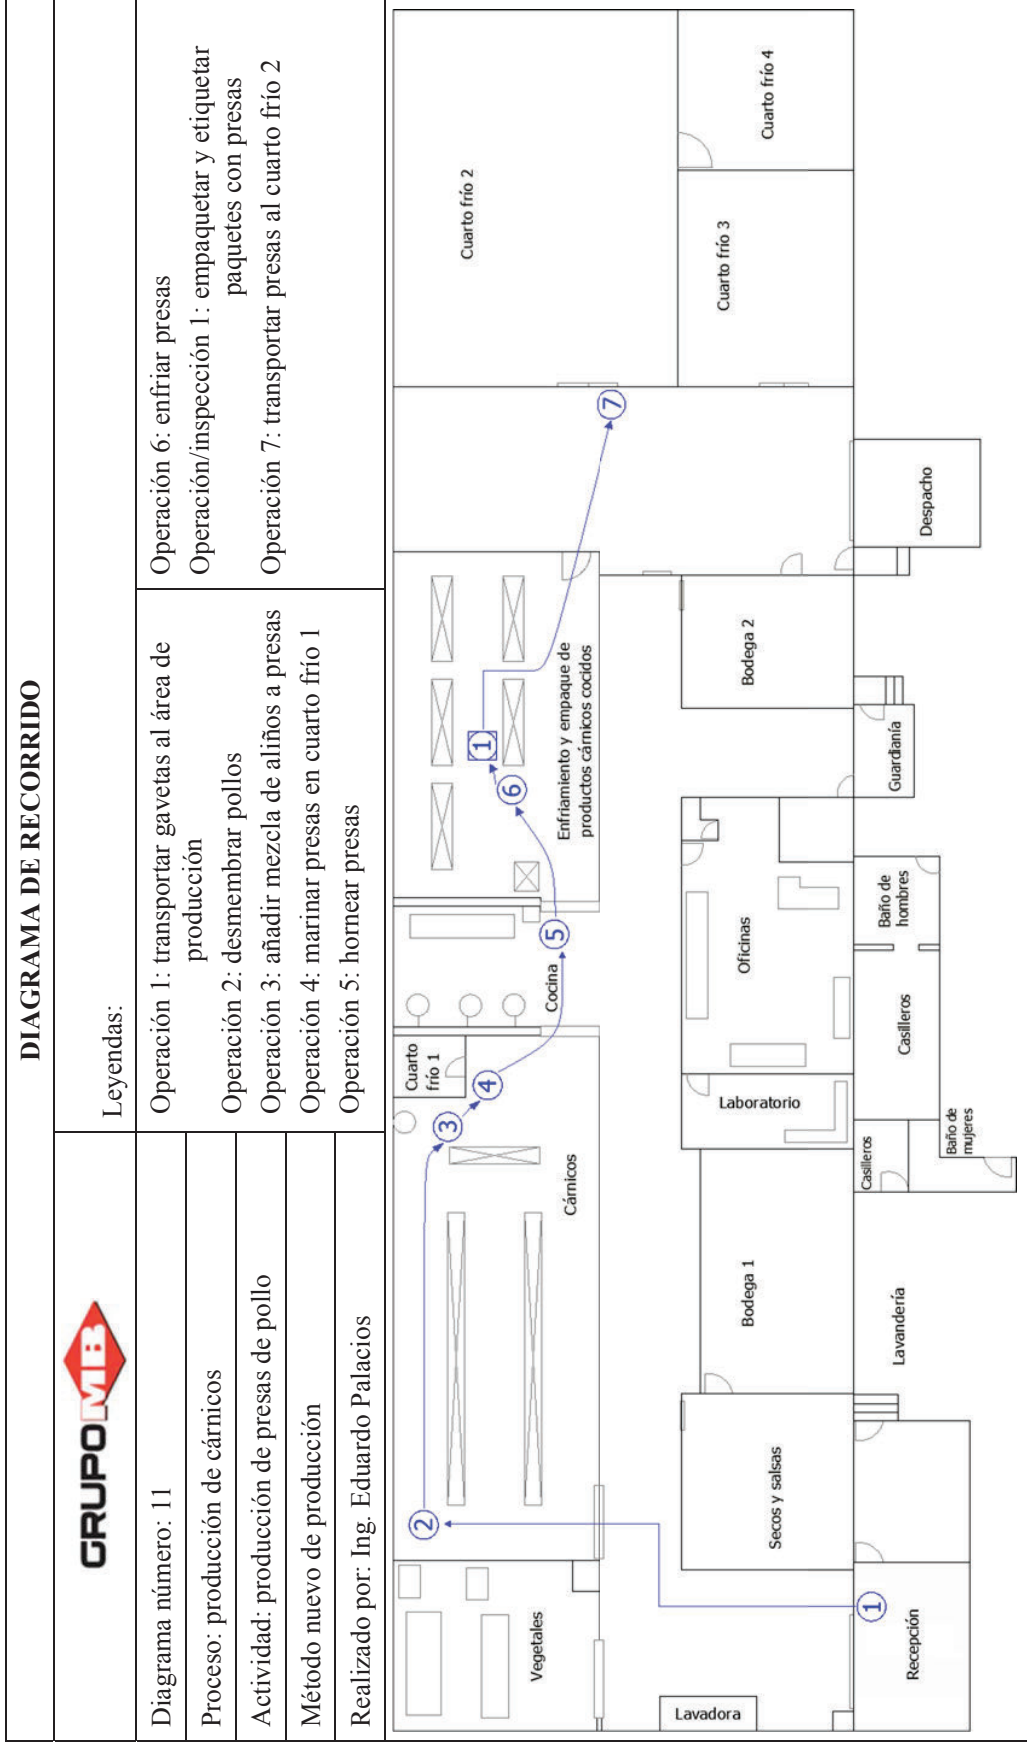 DIAGRAMA DE RECORRIDO
GRUPO MB
Leyendas:
Diagrama número: 11
Proceso: producción de cárnicos
Actividad: producción de presas de pollo
Método nuevo de producción
Realizado por: Ing. Eduardo Palacios
Operación 1: transportar gavetas al área de
producción
Operación 2: desmembrar pollos
Operación 3: añadir mezcla de aliños a presas
Operación 4: marinar presas en cuarto frío 1
Operación 5: hornear presas
Operación 6: enfriar presas
Operación/inspección 1: empaquetar y etiquetar
paquetes con presas
Operación 7: transportar presas al cuarto frío 2
Vegetales
2
Cárnicos
3
Cuarto
frío 1
4
Cocina
5
6
1
Enfriamiento y empaque de
productos cárnicos cocidos
7
Cuarto frío 2
Cuarto frío 3
Cuarto frío 4
Lavadora
Secos y salsas
Bodega 1
Laboratorio
Oficinas
Bodega 2
1
Recepción
Lavandería
Casilleros
Baño de
mujeres
Casilleros
Baño de
hombres
Guardianía
Despacho